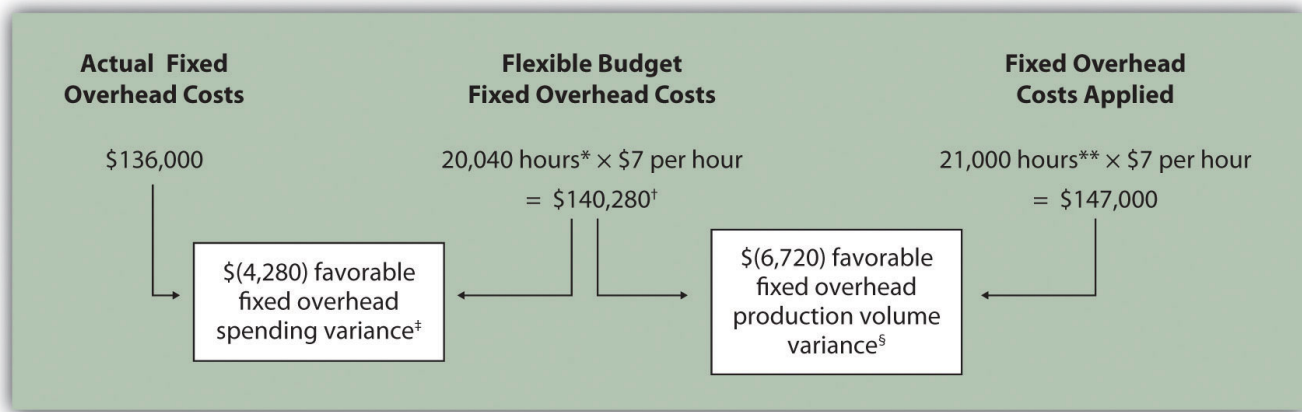 Actual Fixed
Overhead Costs
Flexible Budget
Fixed Overhead Costs
Fixed Overhead
Costs Applied
$136,000
20,040 hours* × $7 per hour
= $140,280†
21,000 hours** × $7 per hour
= $147,000
$(4,280) favorable
fixed overhead
spending variance‡
$(6,720) favorable
fixed overhead
production volume
variance§